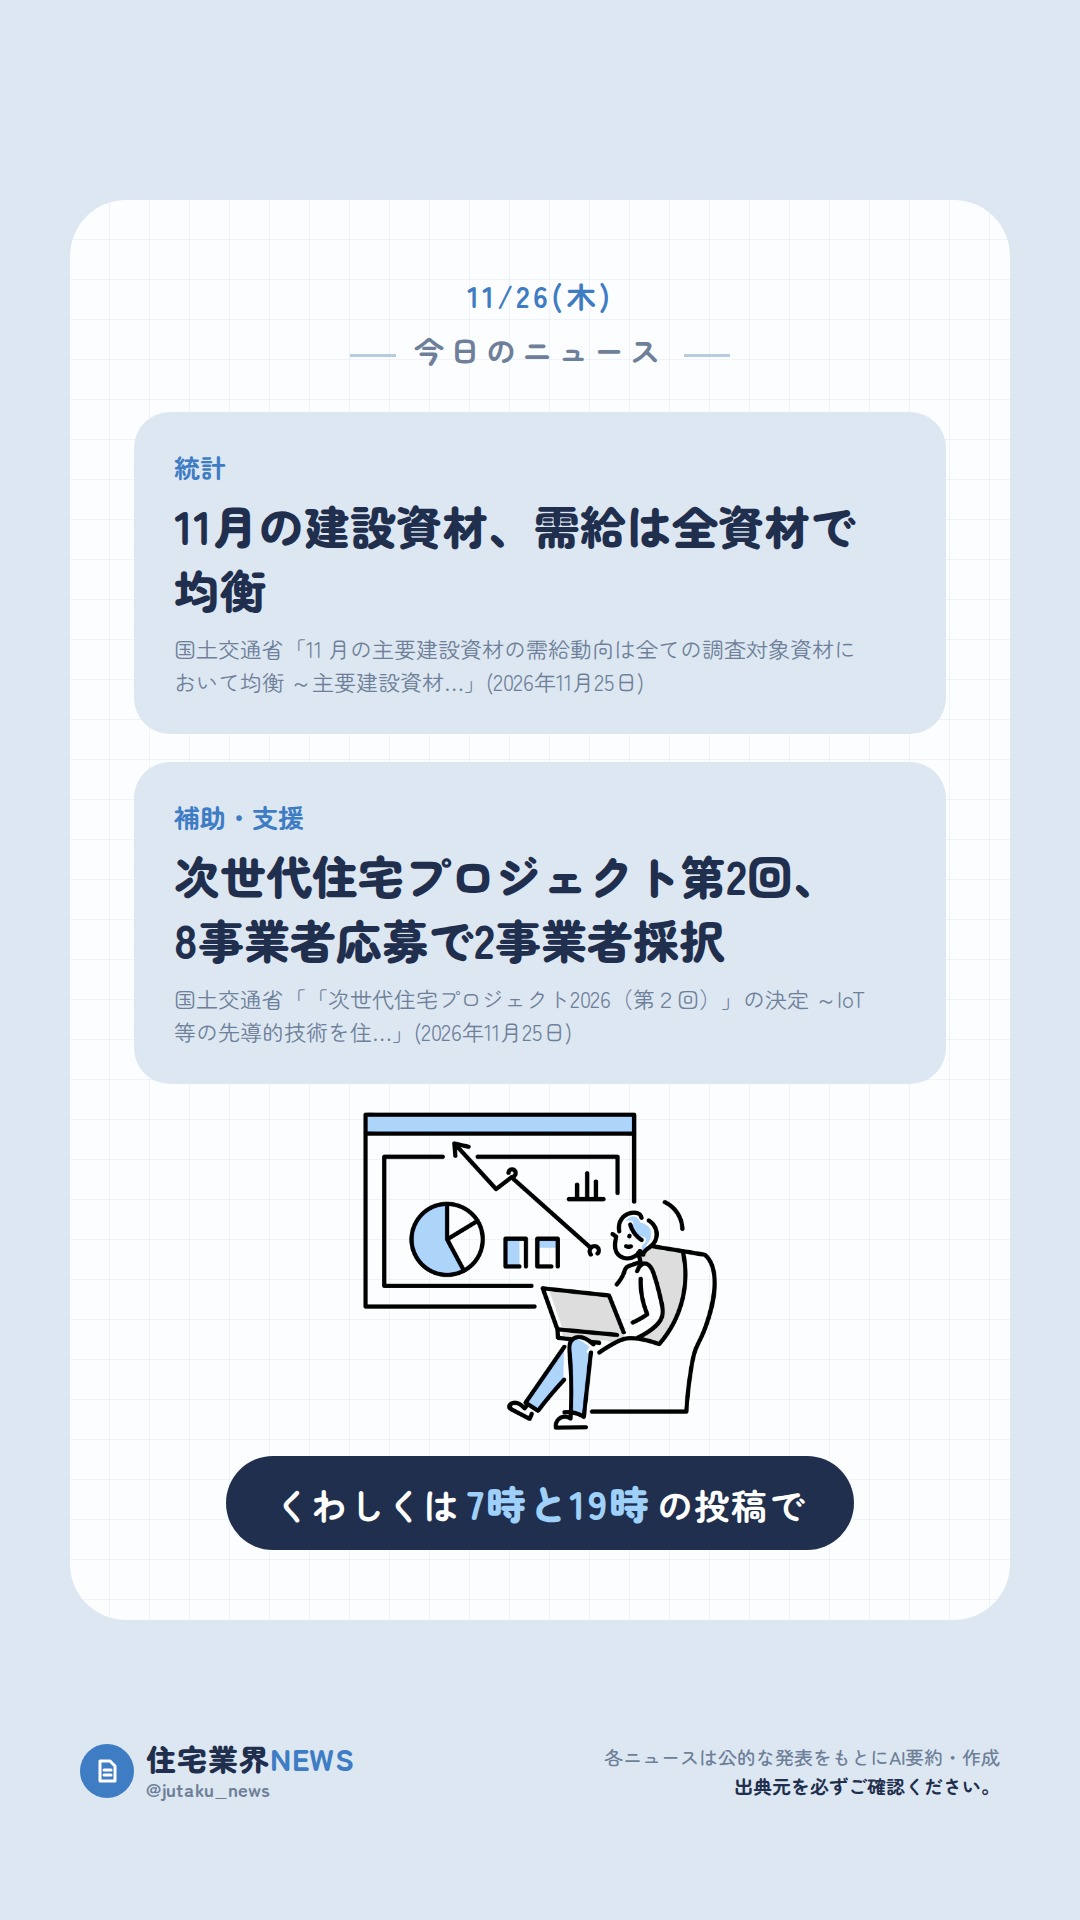 11/26(木)
今日のニュース
統計
11月の建設資材、需給は全資材で
均衡
国土交通省「11 月の主要建設資材の需給動向は全ての調査対象資材に
おいて均衡 ～主要建設資材…」(2026年11月25日)
補助・支援
次世代住宅プロジェクト第2回、
8事業者応募で2事業者採択
国土交通省「「次世代住宅プロジェクト2026（第２回）」の決定 ～IoT
等の先導的技術を住…」(2026年11月25日)
くわしくは 7時と19時 の投稿で
住宅業界NEWS
@jutaku_news
各ニュースは公的な発表をもとにAI要約・作成
出典元を必ずご確認ください。